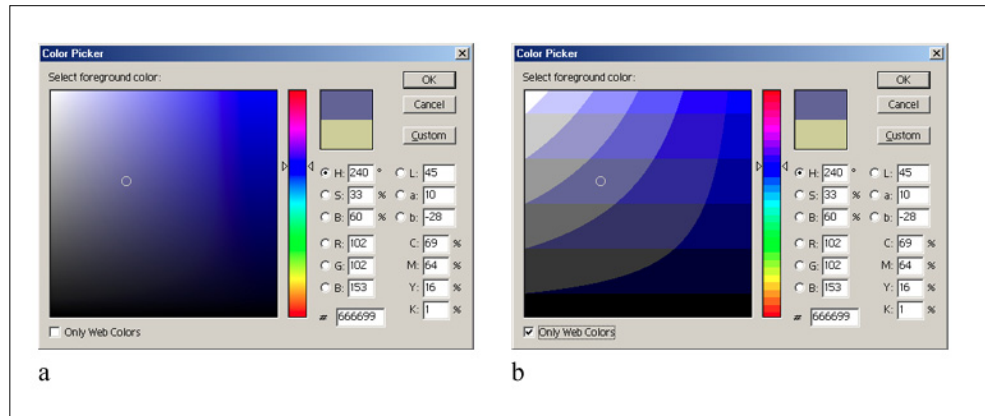 Color Picker
Select foreground color:
OK
Cancel
Custom
H: 240 ° L: 45
S: 33 % a: 10
B: 60 % b: -28
R: 102 C: 69 %
G: 102 M: 64 %
B: 153 Y: 16 %
# 666699 K: 1 %
Only Web Colors
a
Color Picker
Select foreground color:
OK
Cancel
Custom
H: 240 ° L: 45
S: 33 % a: 10
B: 60 % b: -28
R: 102 C: 69 %
G: 102 M: 64 %
B: 153 Y: 16 %
# 666699 K: 1 %
Only Web Colors
b